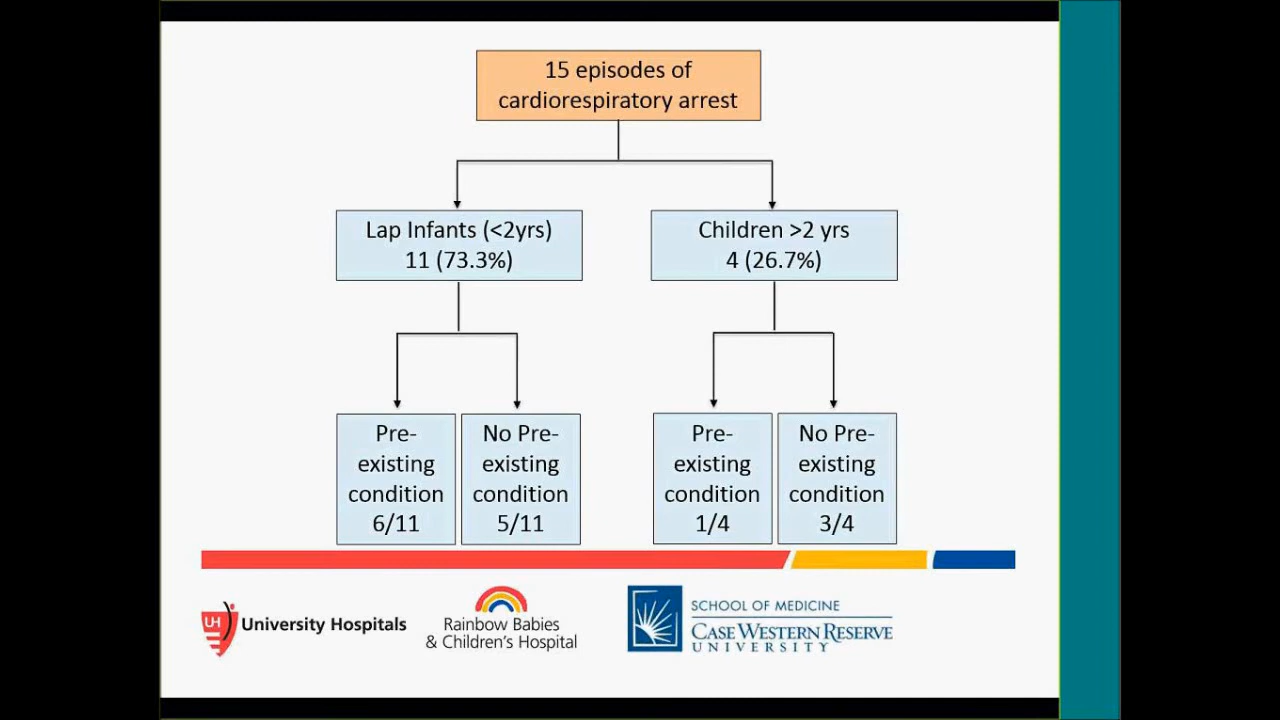 15 episodes of
cardiorespiratory arrest
Lap Infants (<2yrs)
11 (73.3%)
Children >2 yrs
4 (26.7%)
Pre-
existing
condition
6/11
No Pre-
existing
condition
5/11
Pre-
existing
condition
1/4
No Pre-
existing
condition
3/4
UH
University Hospitals
Rainbow Babies
& Children's Hospital
SCHOOL OF MEDICINE
CASE WESTERN RESERVE
UNIVERSITY